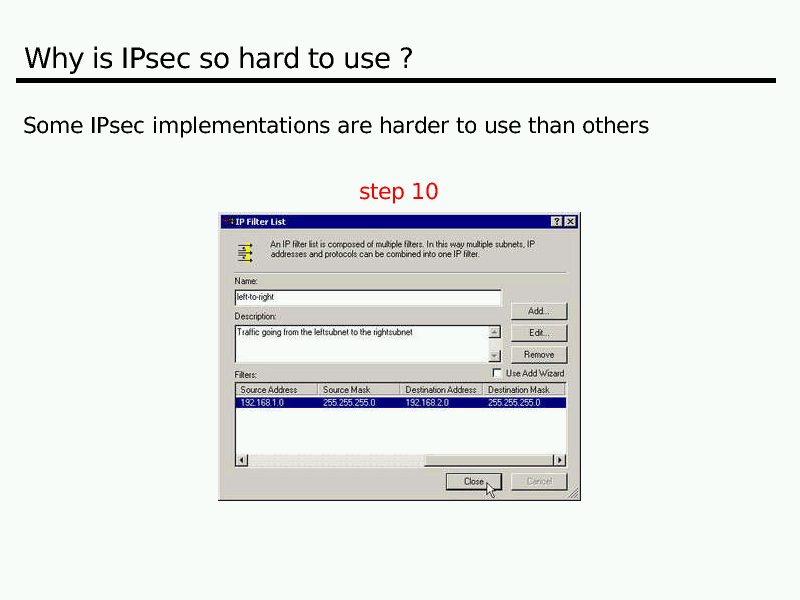 Why is IPsec so hard to use ?
Some IPsec implementations are harder to use than others
step 10
IP Filter List
An IP filter list is composed of multiple filters. In this way multiple subnets, IP
addresses and protocols can be combined into one IP filter.
Name:
left-to-right
Add...
Description:
Traffic going from the leftsubnet to the rightsubnet
Edit...
Remove
Filters:
Use Add Wizard
Source Address Source Mask Destination Address Destination Mask
192.168.1.0 255.255.255.0 192.168.2.0 255.255.255.0
Close Cancel